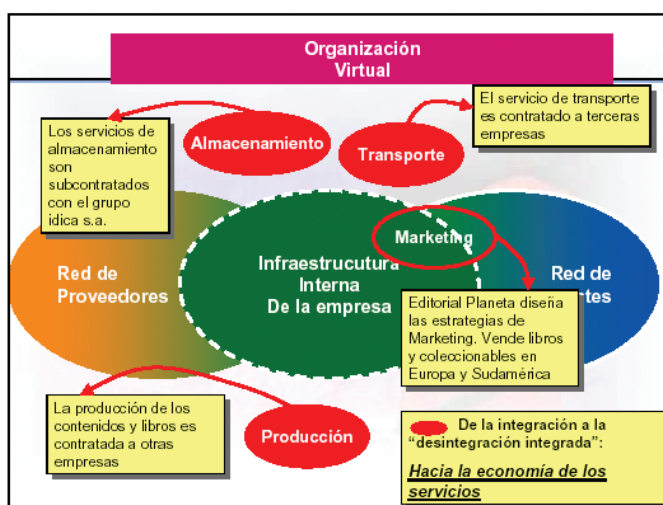 Organización
Virtual
El servicio de transporte
es contratado a terceras
empresas
Los servicios de
almacenamiento
son
subcontratados
con el grupo
idica s.a.
Almacenamiento
Transporte
Marketing
Red de
Proveedores
Infraestrucutura
Interna
De la empresa
Red de
tes
Editorial Planeta diseña
las estrategias de
Marketing. Vende libros
y coleccionables en
Europa y Sudamérica
La producción de los
contenidos y libros es
contratada a otras
empresas
Producción
De la integración a la
“desintegración integrada”:
Hacia la economía de los
servicios